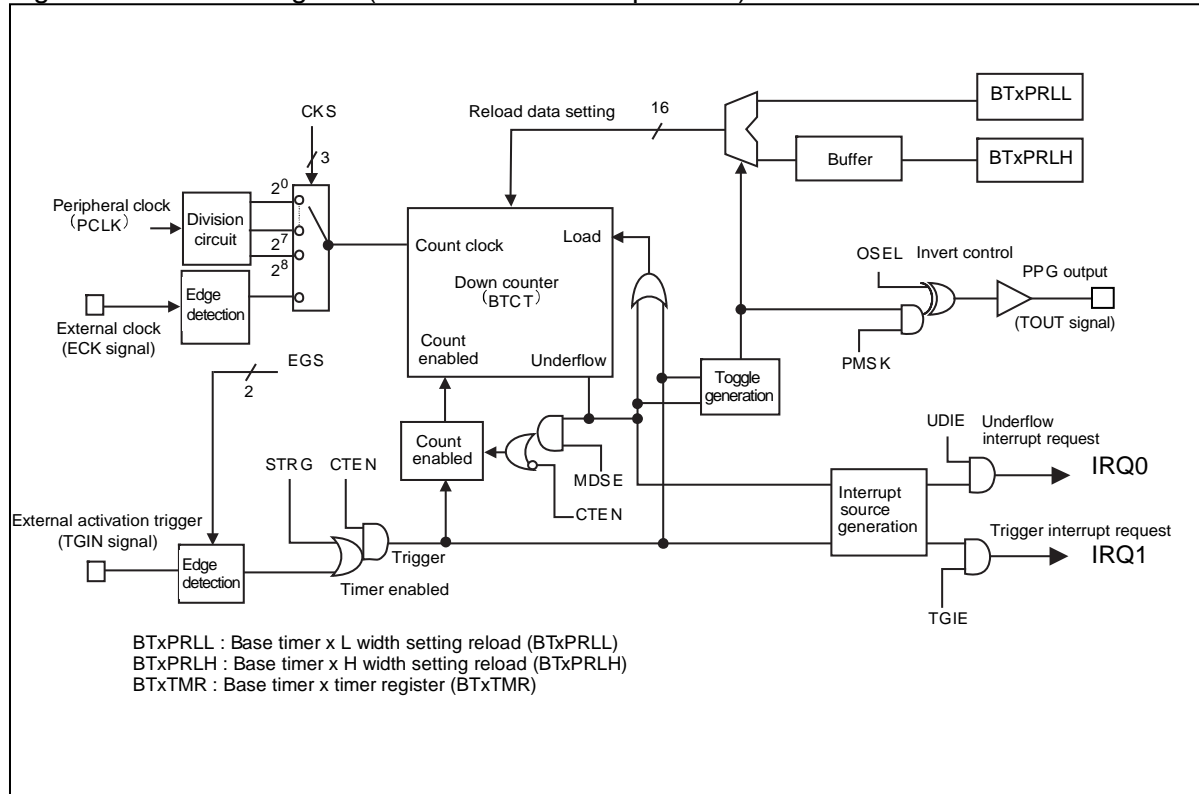 BTxPRLL
CKS
Reload data setting
16
3
Buffer
BTxPRLH
2⁰
Peripheral clock
(PCLK)
Division
circuit
2⁷
2⁸
Count clock
Load
OSEL
Invert control
PPG output
Down counter
(BTCT)
Edge
detection
(TOUT signal)
External clock
(ECK signal)
Count
enabled
Underflow
PMSK
EGS
2
Toggle
generation
UDIE
Underflow
interrupt request
Count
enabled
STRG
CTEN
MDSE
IRQ0
CTEN
Interrupt
source
generation
External activation trigger
(TGIN signal)
Trigger interrupt request
Trigger
IRQ1
Edge
detection
Timer enabled
TGIE
BTxPRLL : Base timer x L width setting reload (BTxPRLL)
BTxPRLH : Base timer x H width setting reload (BTxPRLH)
BTxTMR : Base timer x timer register (BTxTMR)